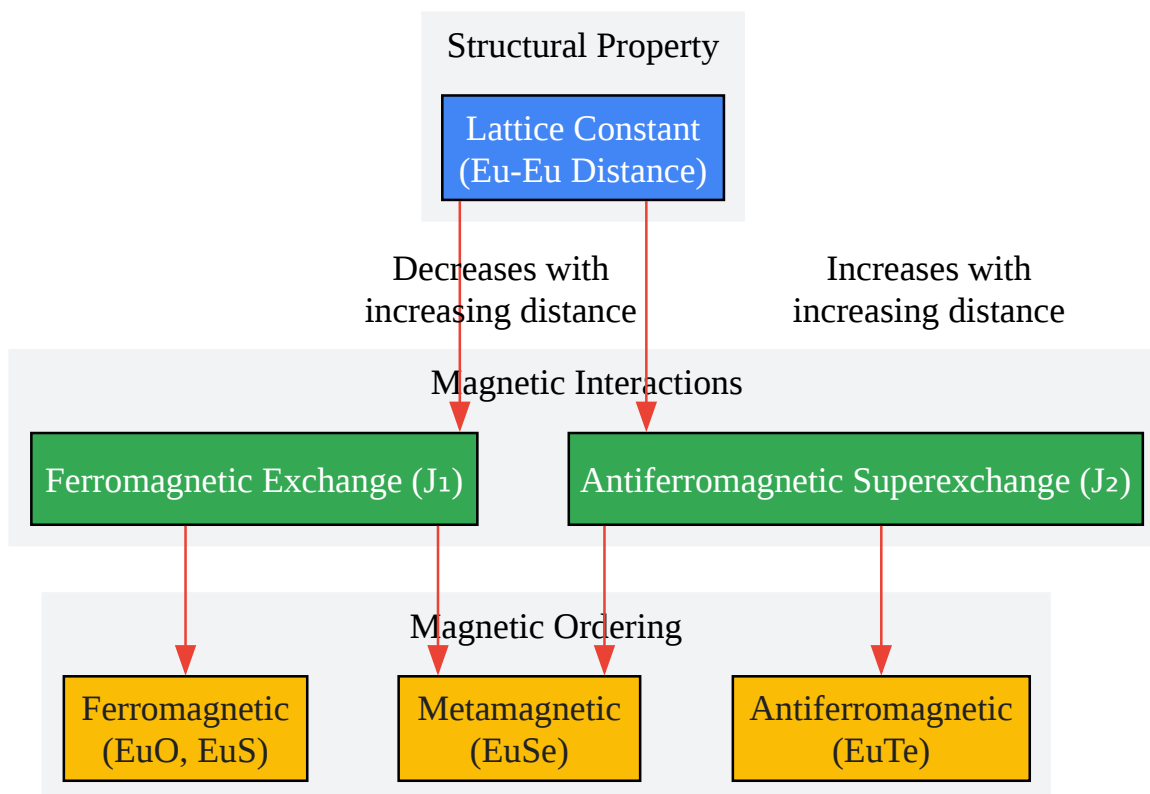 Structural Property
Lattice Constant
(Eu-Eu Distance)
Decreases with
increasing distance
Increases with
increasing distance
Magnetic Interactions
Ferromagnetic Exchange (J₁)
Antiferromagnetic Superexchange (J₂)
Magnetic Ordering
Ferromagnetic
(EuO, EuS)
Metamagnetic
(EuSe)
Antiferromagnetic
(EuTe)